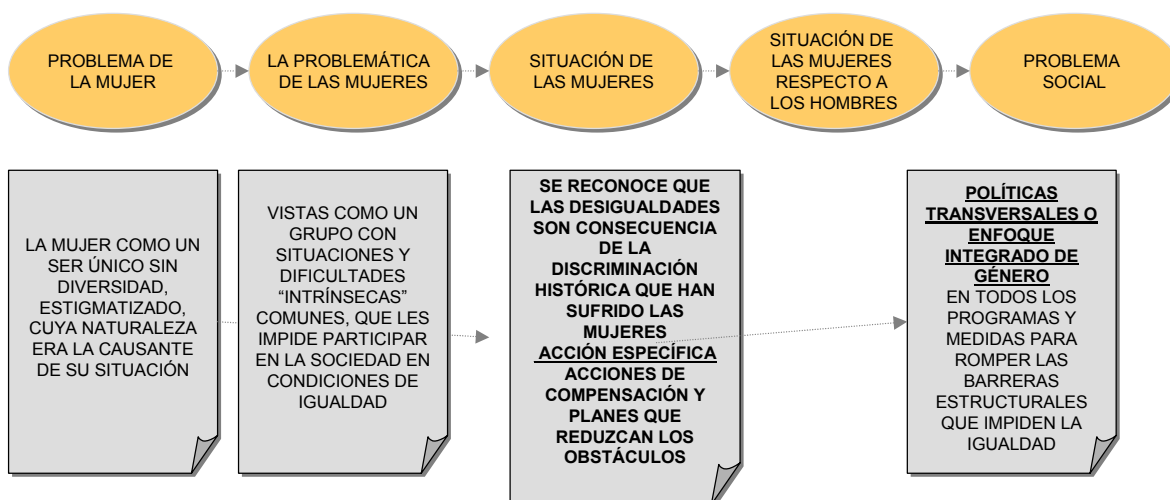 PROBLEMA DE
LA MUJER
LA PROBLEMÁTICA
DE LAS MUJERES
SITUACIÓN DE
LAS MUJERES
SITUACIÓN DE
LAS MUJERES
RESPECTO A
LOS HOMBRES
PROBLEMA
SOCIAL
LA MUJER COMO UN
SER ÚNICO SIN
DIVERSIDAD,
ESTIGMATIZADO,
CUYA NATURALEZA
ERA LA CAUSANTE
DE SU SITUACIÓN
VISTAS COMO UN
GRUPO CON
SITUACIONES Y
DIFICULTADES
“INTRÍNSECAS”
COMUNES, QUE LES
IMPIDE PARTICIPAR
EN LA SOCIEDAD EN
CONDICIONES DE
IGUALDAD
SE RECONOCE QUE
LAS DESIGUALDADES
SON CONSECUENCIA
DE LA
DISCRIMINACIÓN
HISTÓRICA QUE HAN
SUFRIDO LAS
MUJERES
ACCIÓN ESPECÍFICA
ACCIONES DE
COMPENSACIÓN Y
PLANES QUE
REDUZCAN LOS
OBSTÁCULOS
POLÍTICAS
TRANSVERSALES O
ENFOQUE
INTEGRADO DE
GÉNERO
EN TODOS LOS
PROGRAMAS Y
MEDIDAS PARA
ROMPER LAS
BARRERAS
ESTRUCTURALES
QUE IMPIDEN LA
IGUALDAD